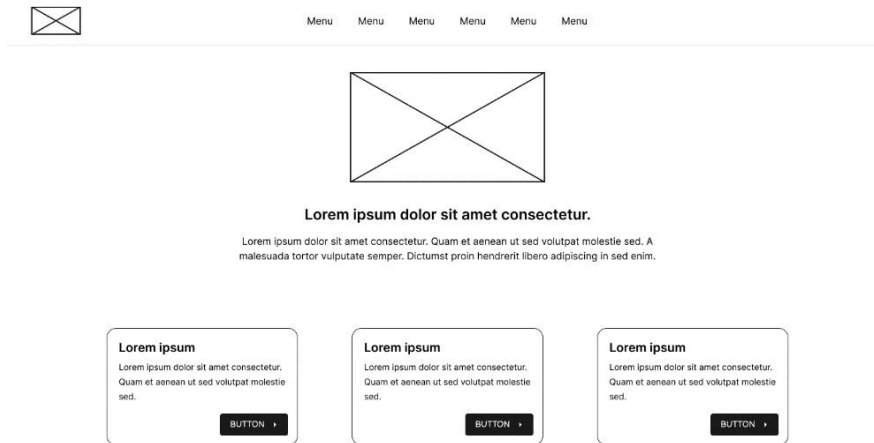 Menu Menu Menu Menu Menu Menu
Lorem ipsum dolor sit amet consectetur.
Lorem ipsum dolor sit amet consectetur. Quam et aenean ut sed volutpat molestie sed. A
malesuada tortor vulputate semper. Dictumst proin hendrerit libero adipiscing in sed enim.
Lorem ipsum
Lorem ipsum dolor sit amet consectetur.
Quam et aenean ut sed volutpat molestie
sed.
BUTTON
Lorem ipsum
Lorem ipsum dolor sit amet consectetur.
Quam et aenean ut sed volutpat molestie
sed.
BUTTON
Lorem ipsum
Lorem ipsum dolor sit amet consectetur.
Quam et aenean ut sed volutpat molestie
sed.
BUTTON